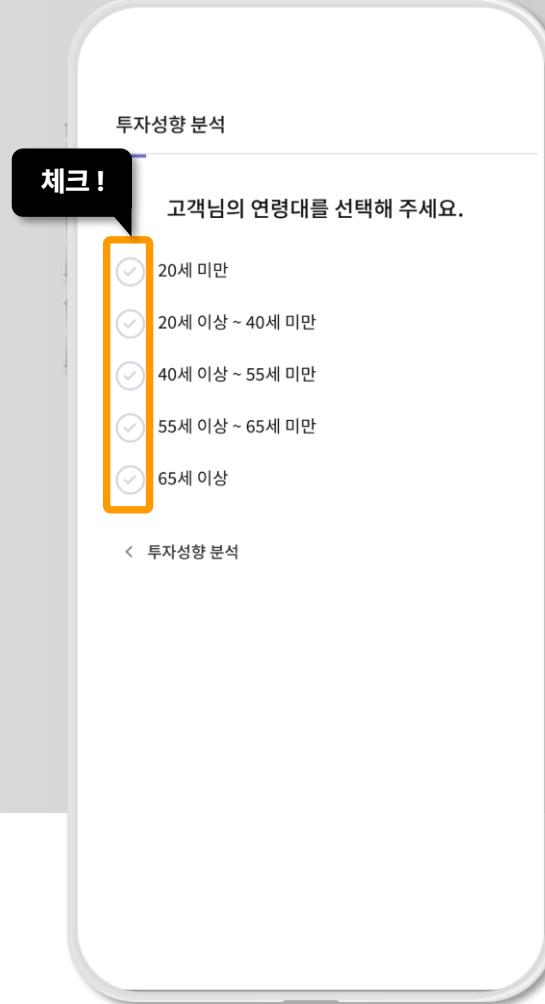 투자성향 분석
체크 !
고객님의 연령대를 선택해 주세요.
20세 미만
20세 이상 ~ 40세 미만
40세 이상 ~ 55세 미만
55세 이상 ~ 65세 미만
65세 이상
< 투자성향 분석